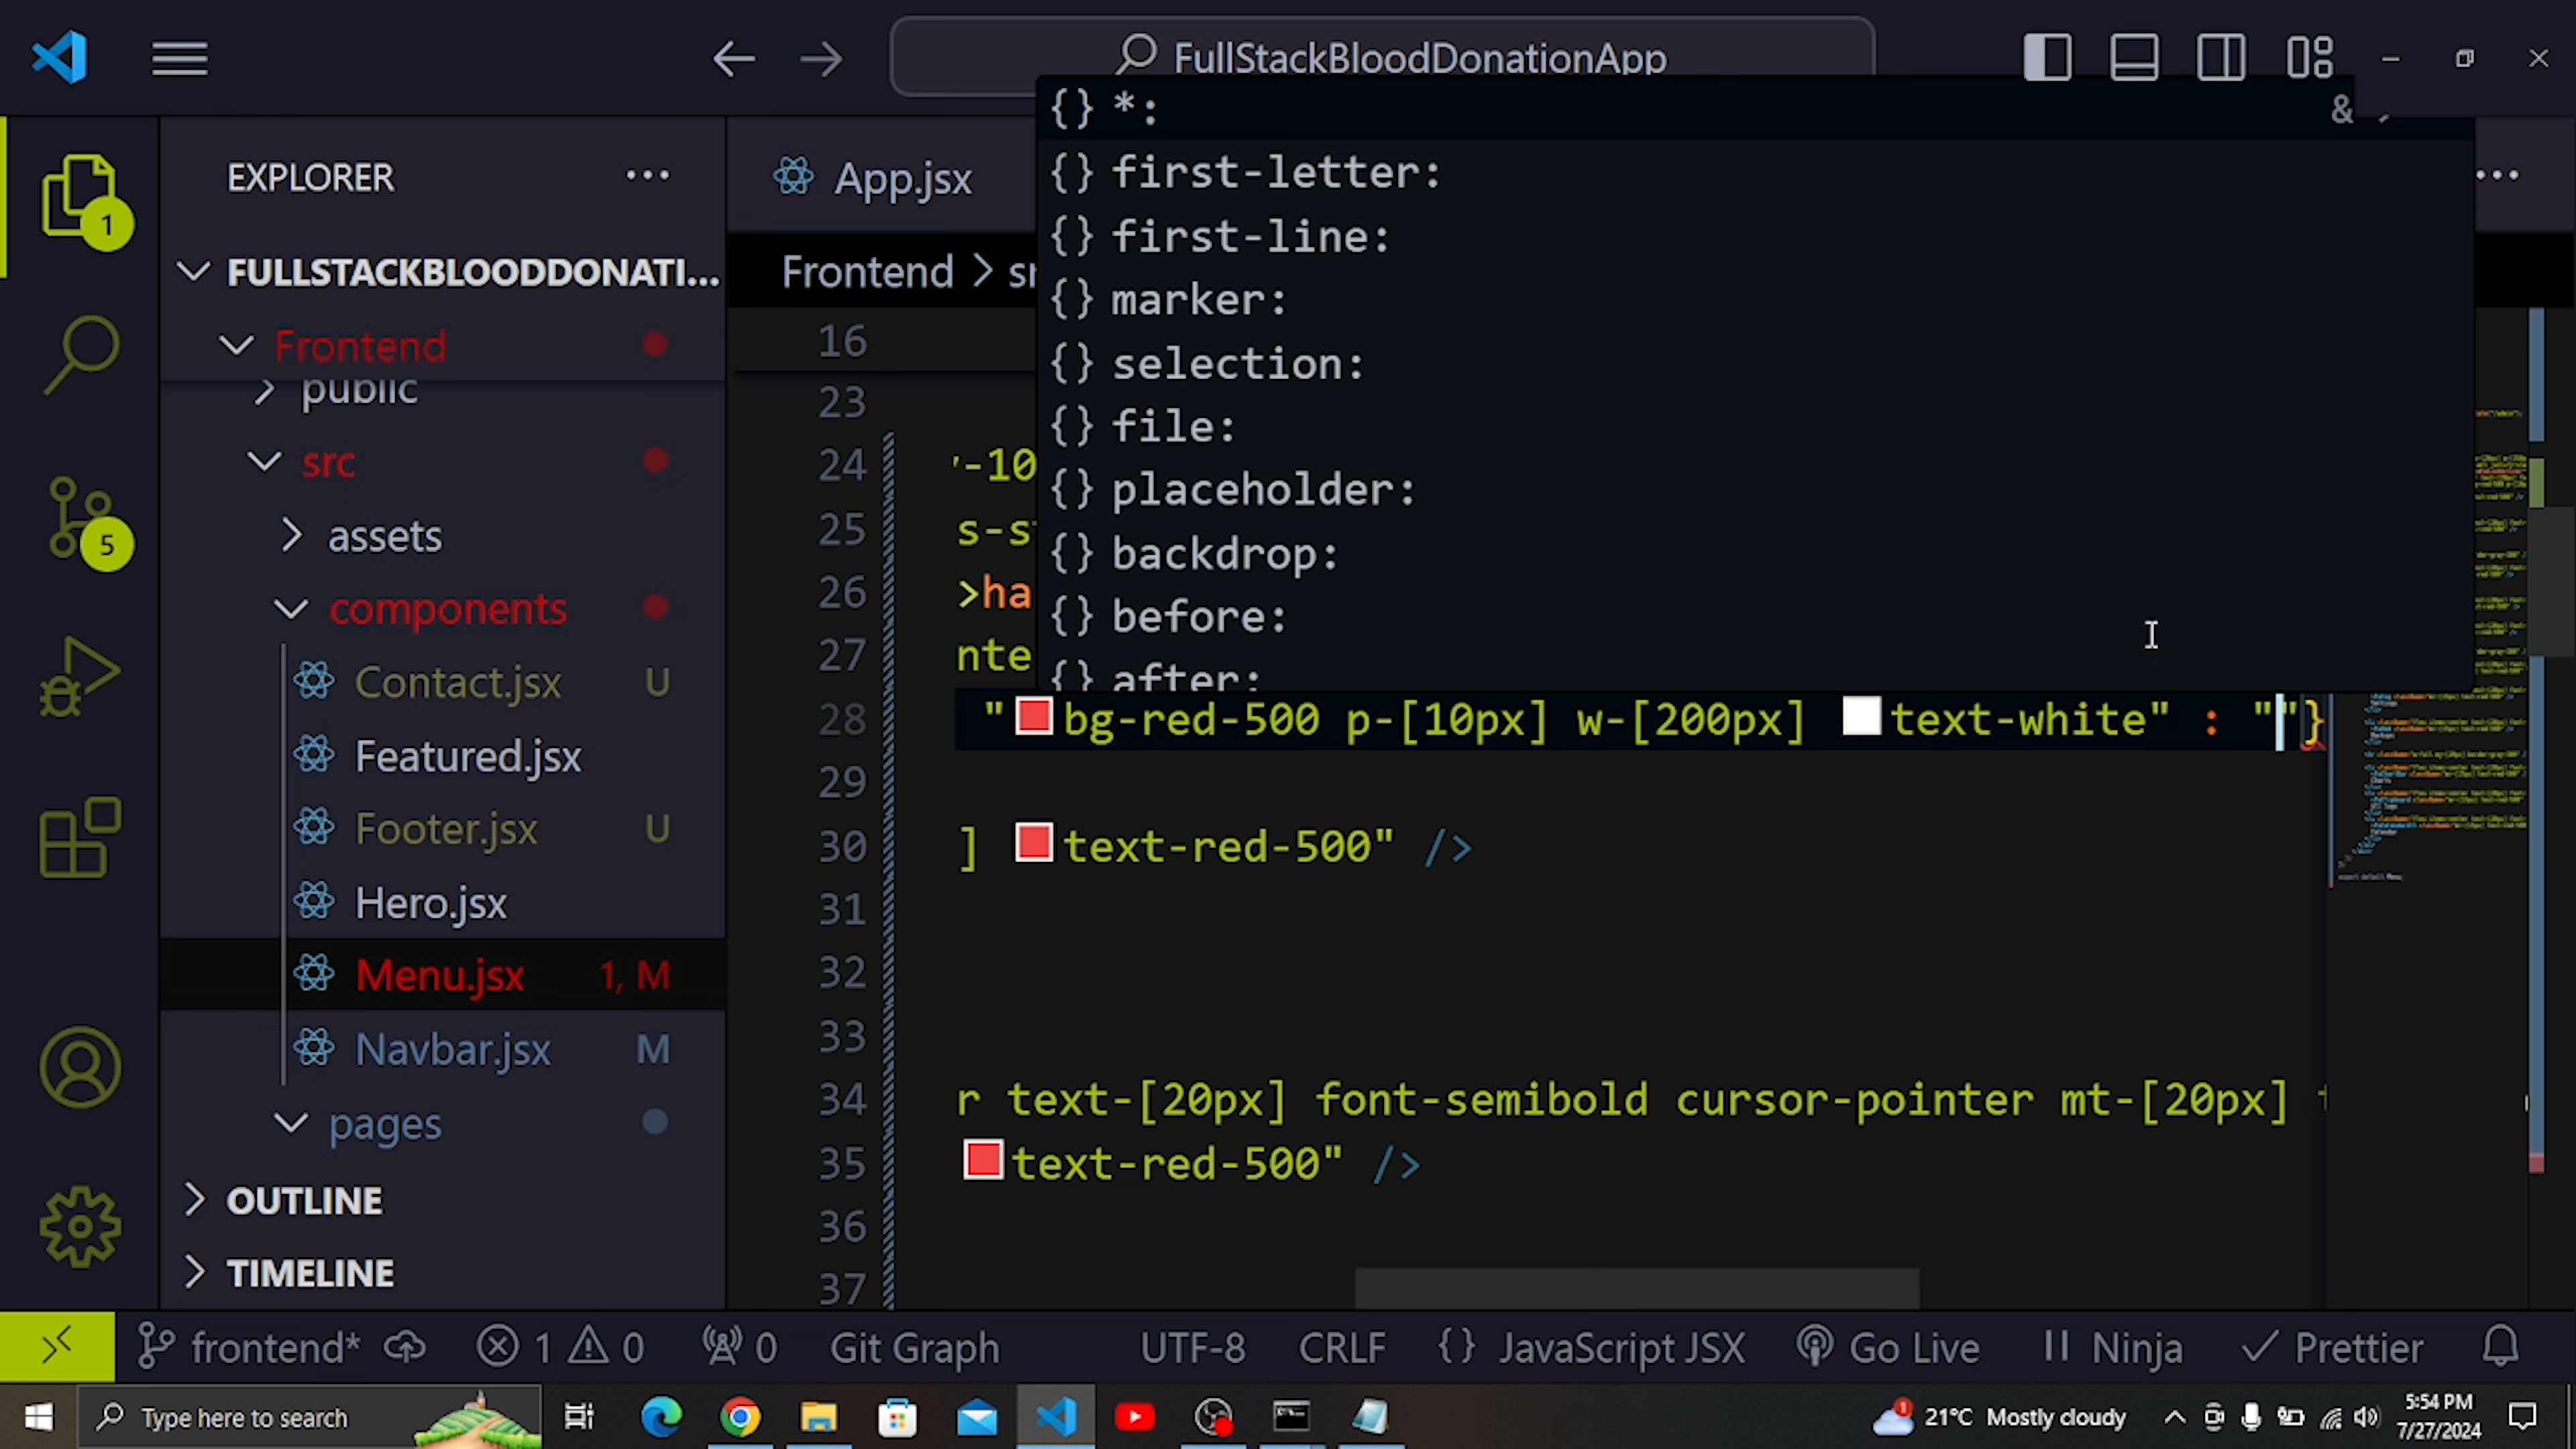 FullStackBloodDonationApp
EXPLORER
FULLSTACKBLOODDONATI...
Frontend
public
src
assets
components
Contact.jsx U
Featured.jsx
Footer.jsx U
Hero.jsx
Menu.jsx 1, M
Navbar.jsx M
pages
OUTLINE
TIMELINE
1
5
App.jsx
Frontend >
{} *: &
{} first-letter:
{} first-line:
{} marker:
{} selection:
{} file:
{} placeholder:
{} backdrop:
{} before:
{} after:
16
23
24 -10
25 s-s
26 >ha
27 nte
28 "bg-red-500 p-[10px] w-[200px] text-white" : ""}
29
30 ] text-red-500" />
31
32
33
34 r text-[20px] font-semibold cursor-pointer mt-[20px]
35 text-red-500" />
36
37
frontend* 1 0 0 Git Graph UTF-8 CRLF {} JavaScript JSX Go Live Ninja Prettier
Type here to search
1 21°C Mostly cloudy
5:54 PM
7/27/2024